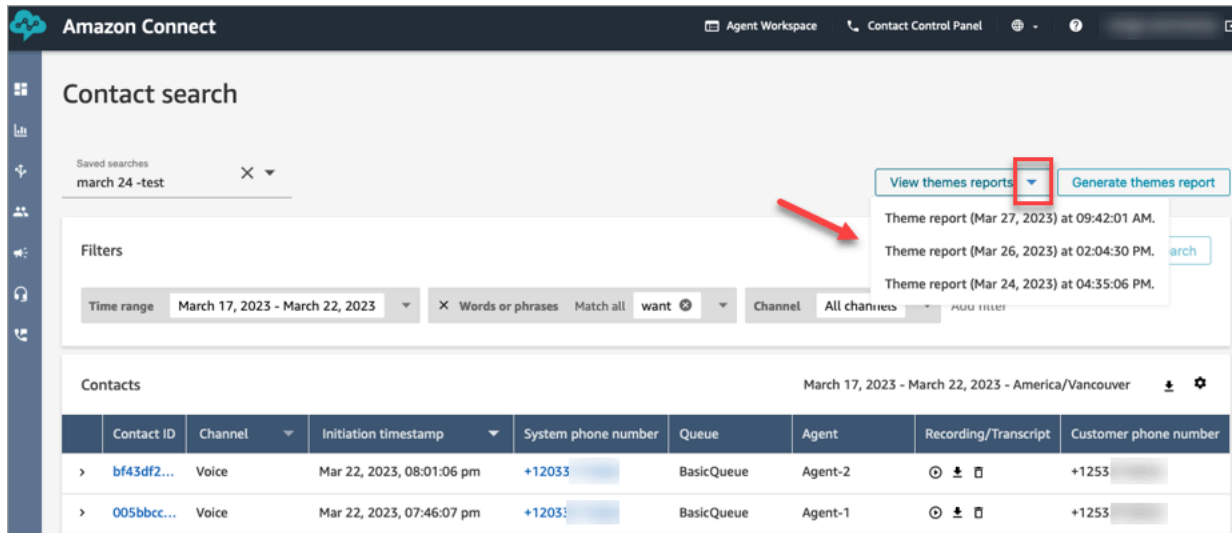 Amazon Connect
Agent Workspace
Contact Control Panel
Contact search
Saved searches
march 24 -test
View themes reports
Generate themes report
Theme report (Mar 27, 2023) at 09:42:01 AM.
Theme report (Mar 26, 2023) at 02:04:30 PM.
Theme report (Mar 24, 2023) at 04:35:06 PM.
Filters
Time range March 17, 2023 - March 22, 2023 Words or phrases Match all want Channel All channels Add filter
Contacts March 17, 2023 - March 22, 2023 - America/Vancouver
Contact ID Channel Initiation timestamp System phone number Queue Agent Recording/Transcript Customer phone number
bf43df2... Voice Mar 22, 2023, 08:01:06 pm +12033 BasicQueue Agent-2 +1253
005bbcc... Voice Mar 22, 2023, 07:46:07 pm +1203 BasicQueue Agent-1 +1253